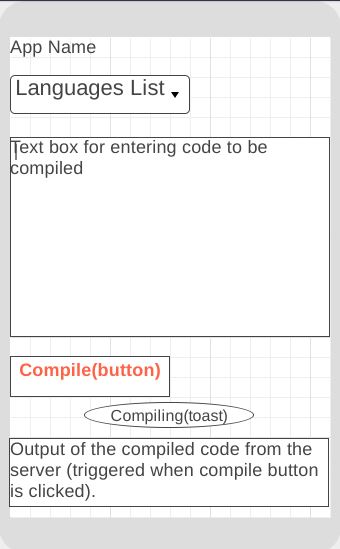 App Name
Languages List
Text box for entering code to be
compiled
Compile(button)
Compiling(toast)
Output of the compiled code from the
server (triggered when compile button
is clicked).